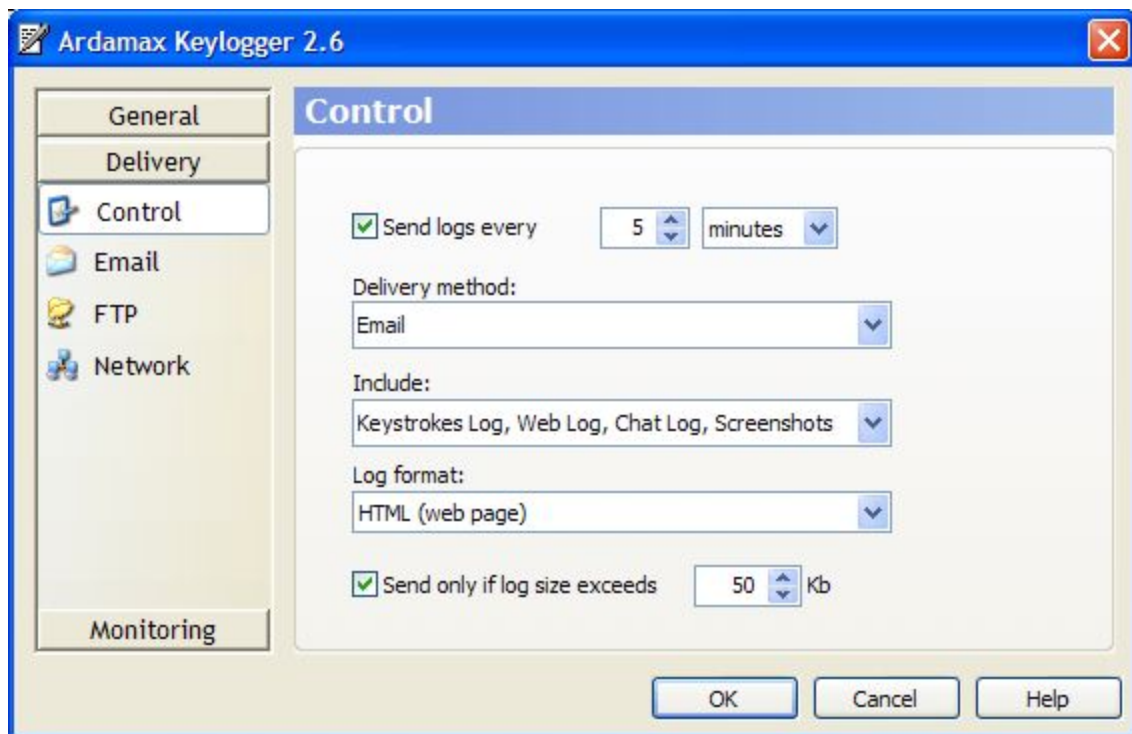 Ardamax Keylogger 2.6
General
Delivery
Control
Email
FTP
Network
Monitoring
Control
Send logs every 5 minutes
Delivery method:
Email
Include:
Keystrokes Log, Web Log, Chat Log, Screenshots
Log format:
HTML (web page)
Send only if log size exceeds 50 Kb
OK Cancel Help